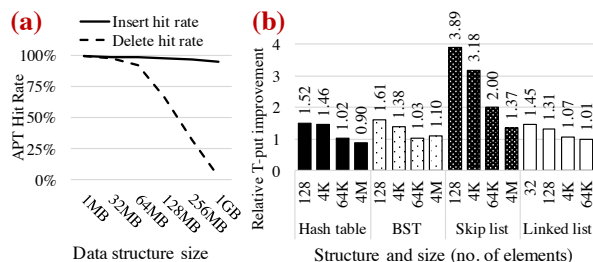 (a)
Insert hit rate
Delete hit rate
APT Hit Rate
100%
75%
50%
25%
0%
1MB 32MB 64MB 128MB 256MB 1GB
Data structure size
(b)
Relative T-put improvement
4
3
2
1
0
1.52 1.46 1.02 0.90 1.61 1.38 1.03 1.10 3.89 3.18 2.00 1.37 1.45 1.31 1.07 1.01
128 4K 64K 4M 128 4K 64K 4M 128 4K 64K 4M 32 128 4K 64K
Hash table BST Skip list Linked list
Structure and size (no. of elements)